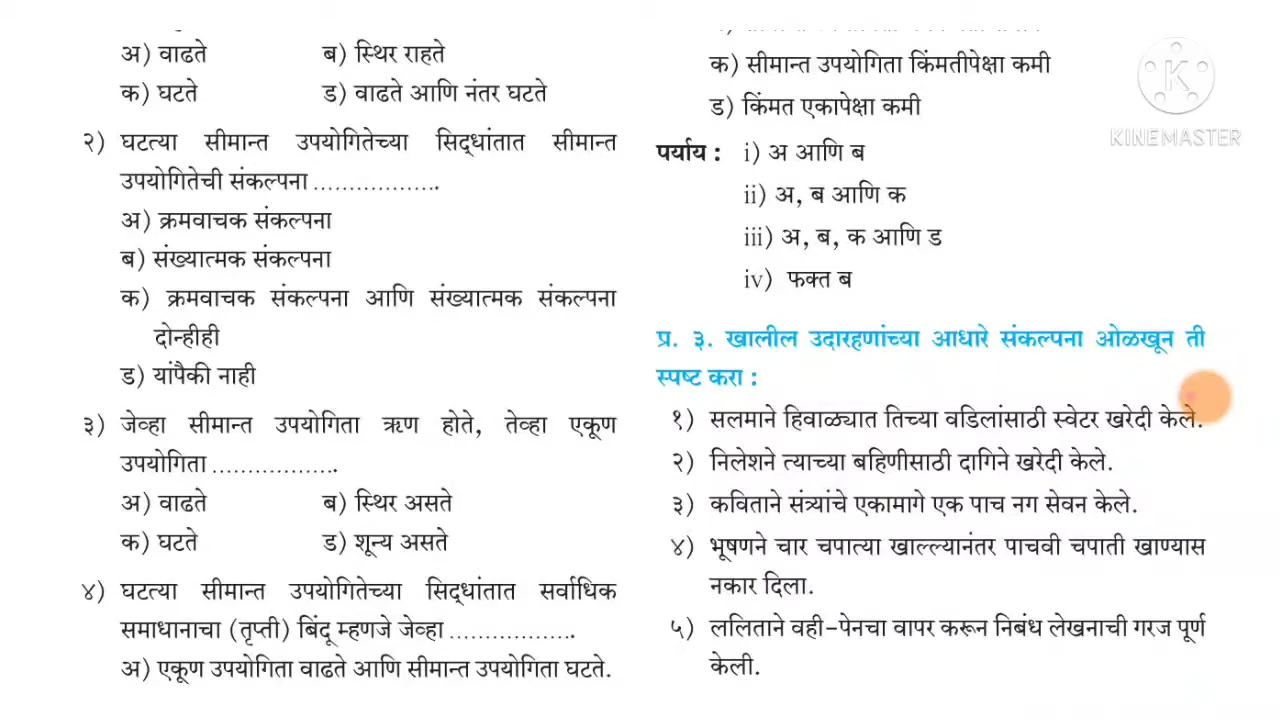 अ) वाढते ब) स्थिर राहते
क) घटते ड) वाढते आणि नंतर घटते
२) घटत्या सीमान्त उपयोगितेच्या सिद्धांतात सीमान्त
उपयोगितेची संकल्पना ..................
अ) क्रमवाचक संकल्पना
ब) संख्यात्मक संकल्पना
क) क्रमवाचक संकल्पना आणि संख्यात्मक संकल्पना
दोन्हीही
ड) यांपैकी नाही
३) जेव्हा सीमान्त उपयोगिता ऋण होते, तेव्हा एकूण
उपयोगिता ..................
अ) वाढते ब) स्थिर असते
क) घटते ड) शून्य असते
४) घटत्या सीमान्त उपयोगितेच्या सिद्धांतात सर्वाधिक
समाधानाचा (तृप्ती) बिंदू म्हणजे जेव्हा ..................
अ) एकूण उपयोगिता वाढते आणि सीमान्त उपयोगिता घटते.
क) सीमान्त उपयोगिता किंमतीपेक्षा कमी
ड) किंमत एकापेक्षा कमी
पर्याय : i) अ आणि ब
ii) अ, ब आणि क
iii) अ, ब, क आणि ड
iv) फक्त ब
प्र. ३. खालील उदारहणांच्या आधारे संकल्पना ओळखून ती
स्पष्ट करा :
१) सलमाने हिवाळ्यात तिच्या वडिलांसाठी स्वेटर खरेदी केले.
२) निलेशने त्याच्या बहिणीसाठी दागिने खरेदी केले.
३) कविताने संत्र्यांचे एकामागे एक पाच नग सेवन केले.
४) भूषणने चार चपात्या खाल्ल्यानंतर पाचवी चपाती खाण्यास
नकार दिला.
५) ललिताने वही-पेनचा वापर करून निबंध लेखनाची गरज पूर्ण
केली.
K
KINEMASTER